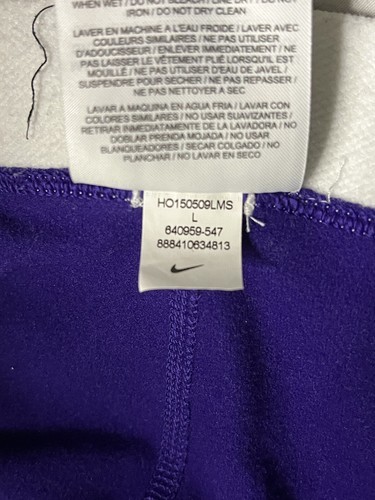 WHEN WET / DO NOT BLEACH / LINE DRY / DO NOT
IRON / DO NOT DRY CLEAN
LAVER EN MACHINE A L'EAU FROIDE / LAVER AVEC
COULEURS SIMILAIRES / NE PAS UTILISER
D'ADOUCISSEUR / ENLEVER IMMEDIATEMENT / NE
PAS LAISSER LE VÊTEMENT PLIÉ LORSQU'IL EST
MOUILLÉ / NE PAS UTILISER D'EAU DE JAVEL /
SUSPENDRE POUR SECHER / NE PAS REPASSER /
NE PAS NETTOYER A SEC
LAVAR A MAQUINA EN AGUA FRIA / LAVAR CON
COLORES SIMILARES / NO USAR SUAVIZANTES /
RETIRAR INMEDIATAMENTE DE LA LAVADORA / NO
DOBLAR PRENDA MOJADA / NO USAR
BLANQUEADORES / SECAR COLGADO / NO
PLANCHAR / NO LAVAR EN SECO
HO150509LMS
L
640959-547
888410634813